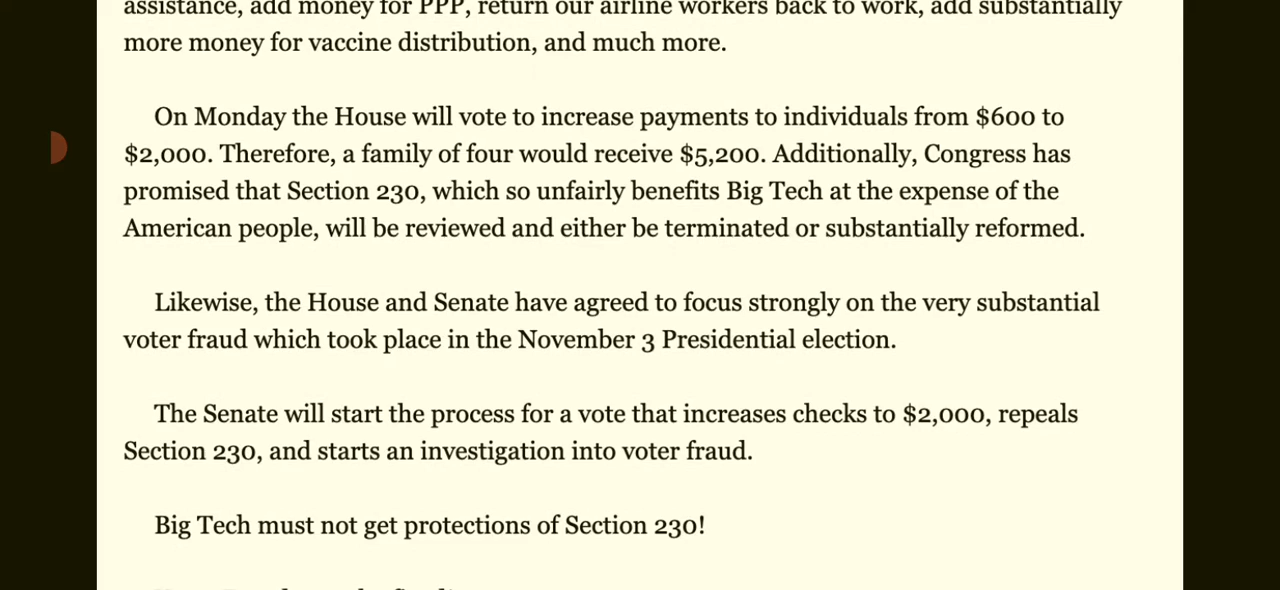 assistance, add money for PPP, return our airline workers back to work, add substantially
more money for vaccine distribution, and much more.
On Monday the House will vote to increase payments to individuals from $600 to
$2,000. Therefore, a family of four would receive $5,200. Additionally, Congress has
promised that Section 230, which so unfairly benefits Big Tech at the expense of the
American people, will be reviewed and either be terminated or substantially reformed.
Likewise, the House and Senate have agreed to focus strongly on the very substantial
voter fraud which took place in the November 3 Presidential election.
The Senate will start the process for a vote that increases checks to $2,000, repeals
Section 230, and starts an investigation into voter fraud.
Big Tech must not get protections of Section 230!